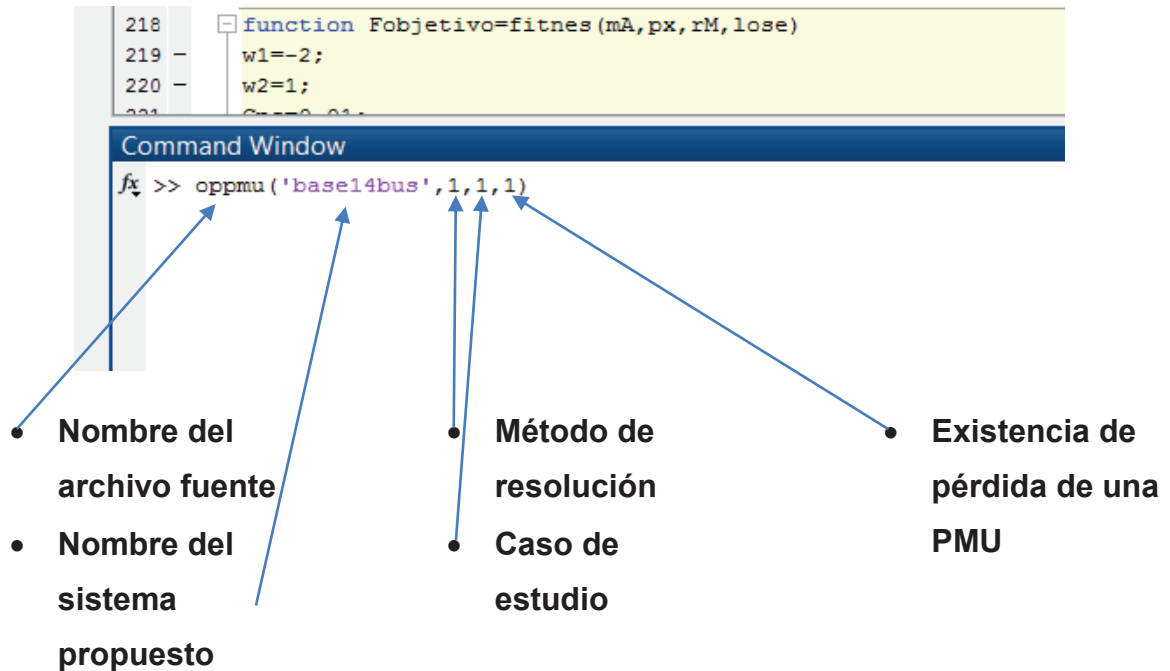 218 function Fobjetivo=fitnes(mA,px,rM,lose)
219 – w1=-2;
220 – w2=1;
Command Window
fx >> oppmu('base14bus',1,1,1)
• Nombre del
archivo fuente
• Nombre del
sistema
propuesto
• Método de
resolución
• Caso de
estudio
• Existencia de
pérdida de una
PMU